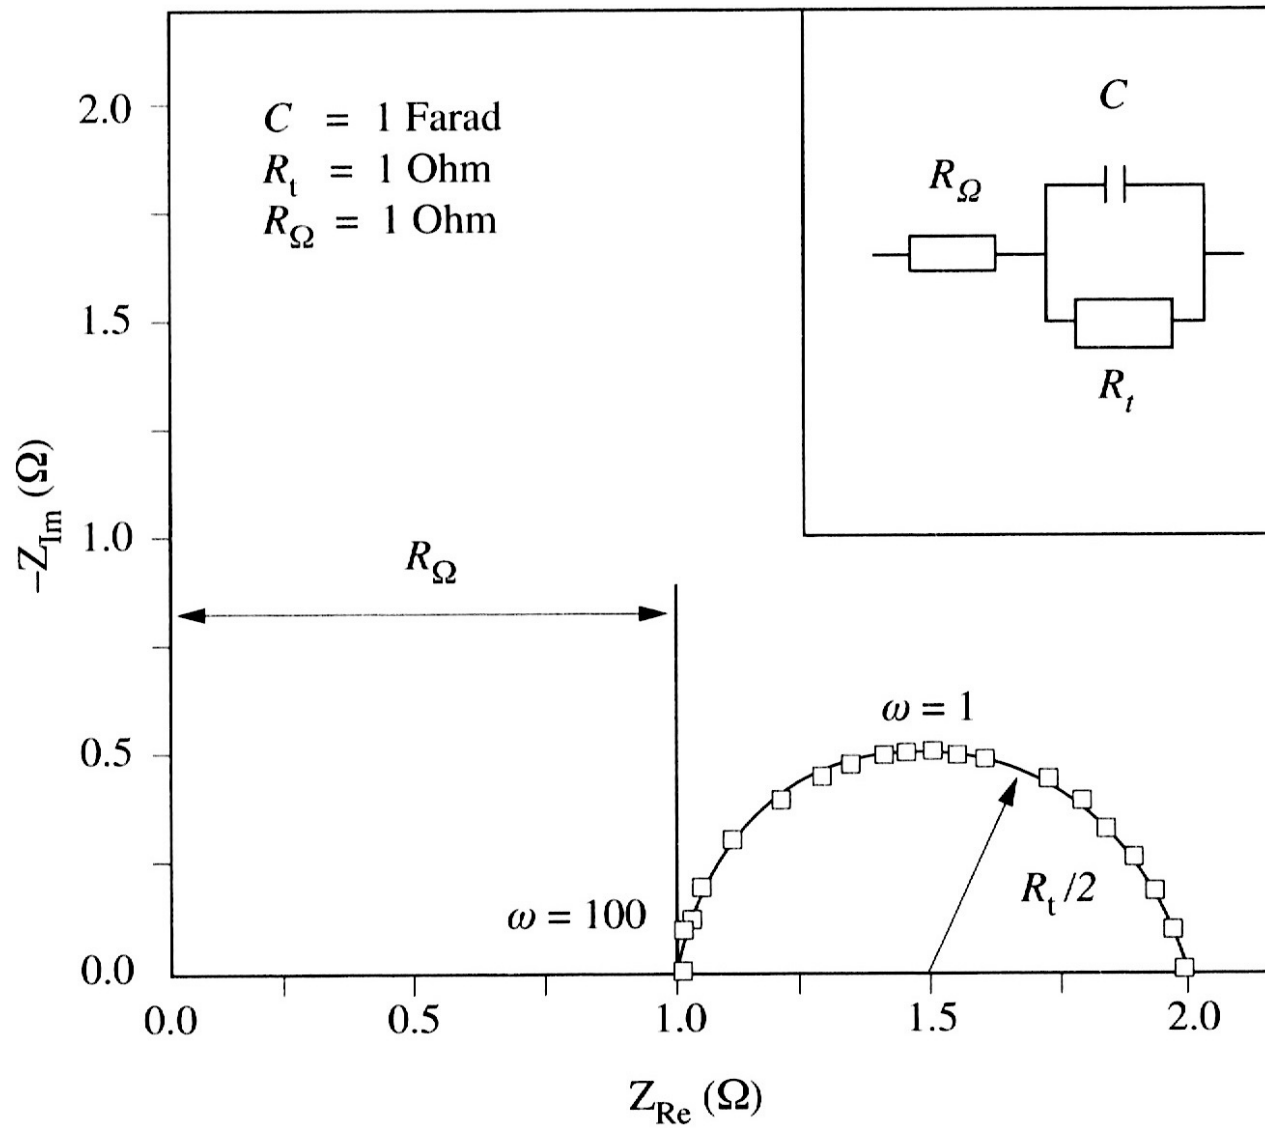 2.0
C = 1 Farad
R_t = 1 Ohm
R_Ω = 1 Ohm
C
R_Ω
R_t
1.5
–Z_Im (Ω)
1.0
R_Ω
ω = 1
0.5
R_t /2
ω = 100
0.0
0.0 0.5 1.0 1.5 2.0
Z_Re (Ω)